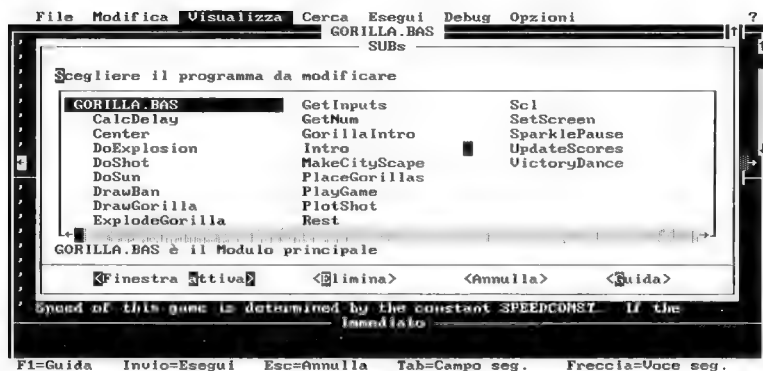 File Modifica Visualizza Cerca Esegui Debug Opzioni ?
GORILLA.BAS
SUBs
Scegliere il programma da modificare
GORILLA.BAS GetInputs Scl
CalcDelay GetNum SetScreen
Center GorillaIntro SparklePause
DoExplosion Intro UpdateScores
DoShot MakeCityScape VictoryDance
DoSun PlaceGorillas
DrawBan PlayGame
DrawGorilla PlotShot
ExplodeGorilla Rest
GORILLA.BAS è il Modulo principale
<Finestra attiva> <Elimina> <Annulla> <Guida>
' Speed of this game is determined by the constant SPEEDCONST. If the
Immediato
F1=Guida Invio=Esegui Esc=Annulla Tab=Campo seg. Freccia=Voce seg.